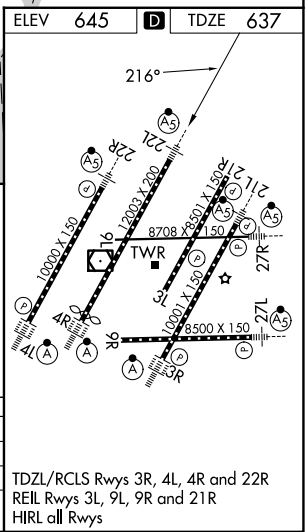 ELEV 645 D TDZE 637
216°
A5
22L
A5
22R
P
8501 X 150
21R
21L
P
A5
A5
12003 X 200
10000 X 150
9L
8708 X 150
P
27R
TWR
3L
10001 X 150
P
4R
4L
A
A
9R
8500 X 150
27L
A5
P
P
A
3R
TDZL/RCLS Rwys 3R, 4L, 4R and 22R
REIL Rwys 3L, 9L, 9R and 21R
HIRL all Rwys